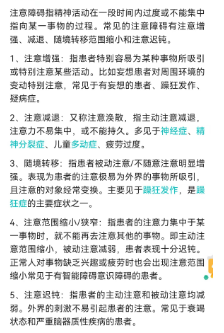 注意障碍指精神活动在一段时间内过度或不能集中
指向某一事物的过程。常见的注意障碍有注意增
强、减退、随境转移范围缩小和注意迟钝。
1、注意增强:指患者特别容易为某种事物所吸引
或特别注意某些活动。比如妄想患者对周围环境的
变动特别注意,常见于有妄想的患者、躁狂发作、
疑病症。
2、注意减退:又称注意涣散,指主动注意减退,
注意力不易集中,或不能持久。多见于神经症、精
神分裂症、儿童多动症、疲劳过度。
3、随境转移:指患者被动注意/不随意注意明显增
强。表现为患者的注意极易为外界的事物所吸引,
且注意的对象经常变换。主要见于躁狂发作,是躁
狂症的主要症状之一。
4、注意范围缩小/狭窄:指患者的注意力集中于某
一事物时,就不能再去注意其他的事物。即主动注
意范围缩小,被动注意减弱,患者表现十分迟钝。
正常人对事物缺乏兴趣或疲劳时也会出现注意范围
缩小常见于有智能障碍意识障碍的患者。
5、注意迟钝:指患者的主动注意和被动注意均减
弱。外界的刺激不易引起患者的注意。常见于衰竭
状态和严重脑器质性疾病的患者。